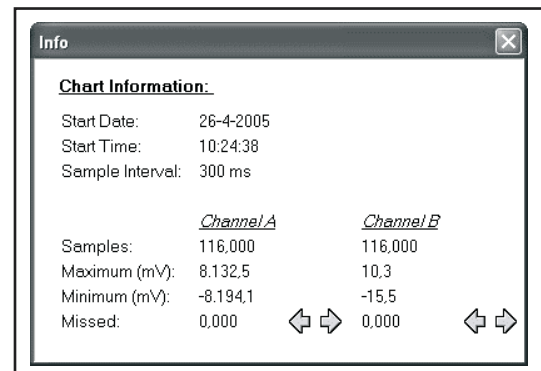 Info
Chart Information:
Start Date: 26-4-2005
Start Time: 10:24:38
Sample Interval: 300 ms
Channel A Channel B
Samples: 116,000 116,000
Maximum (mV): 8.132,5 10,3
Minimum (mV): -8.194,1 -15,5
Missed: 0,000 0,000